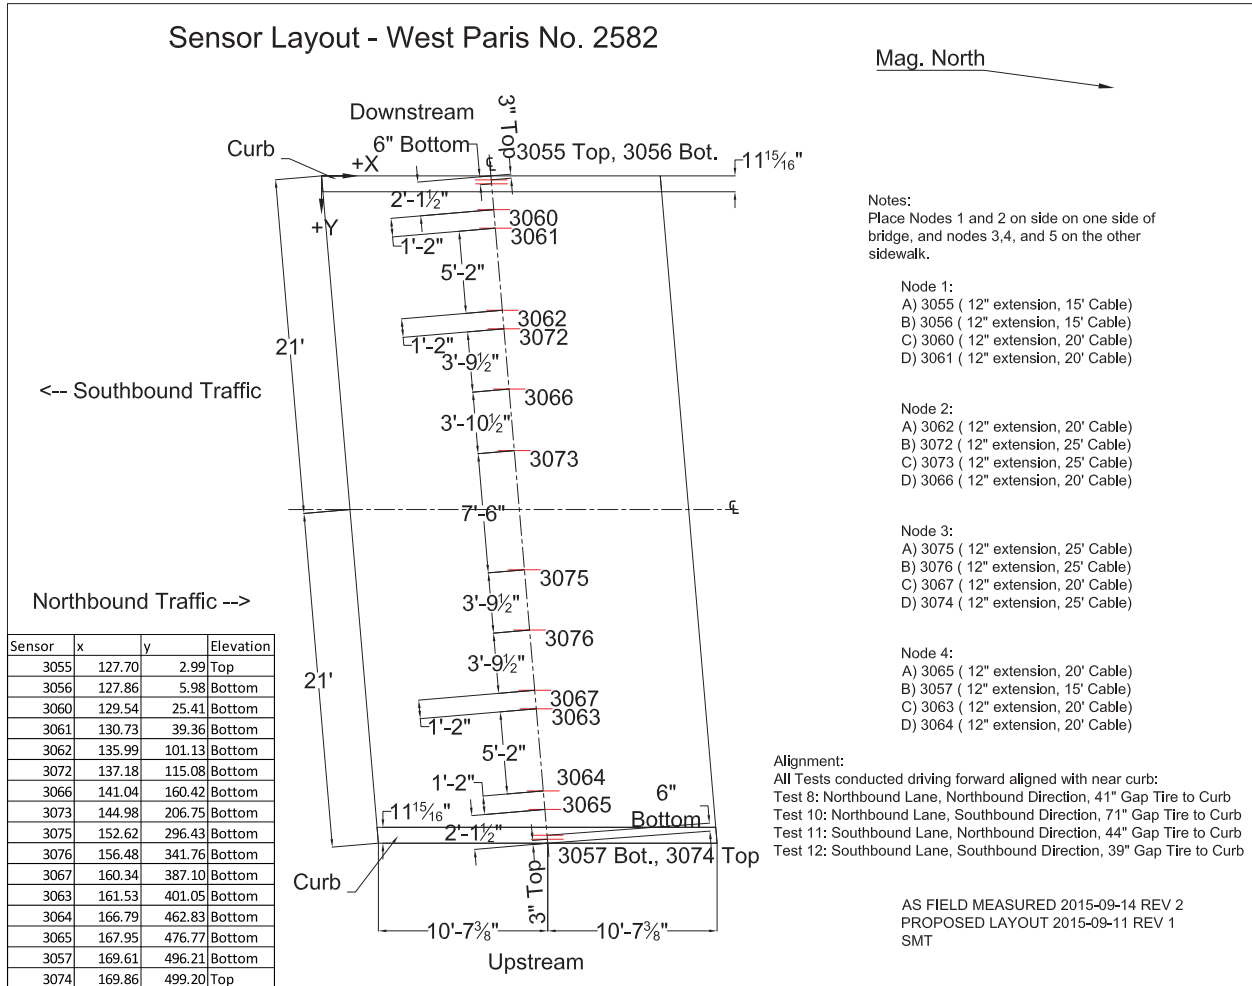 Sensor Layout - West Paris No. 2582
Mag. North
Downstream
3" Top
Curb
6" Bottom
℄
3055 Top, 3056 Bot.
11 15/16"
+X
+Y
2'-1½"
3060
3061
1'-2"
5'-2"
3062
3072
1'-2"
3'-9½"
21'
3066
<-- Southbound Traffic
3'-10½"
3073
7'-6"
℄
3075
Northbound Traffic -->
3'-9½"
3076
3'-9½"
21'
3067
3063
1'-2"
5'-2"
3064
1'-2"
3065
6"
Bottom
11 15/16"
2'-1½"
3057 Bot., 3074 Top
Curb
3" Top
10'-7⅜"
10'-7⅜"
Upstream
Sensor x y Elevation
3055 127.70 2.99 Top
3056 127.86 5.98 Bottom
3060 129.54 25.41 Bottom
3061 130.73 39.36 Bottom
3062 135.99 101.13 Bottom
3072 137.18 115.08 Bottom
3066 141.04 160.42 Bottom
3073 144.98 206.75 Bottom
3075 152.62 296.43 Bottom
3076 156.48 341.76 Bottom
3067 160.34 387.10 Bottom
3063 161.53 401.05 Bottom
3064 166.79 462.83 Bottom
3065 167.95 476.77 Bottom
3057 169.61 496.21 Bottom
3074 169.86 499.20 Top
Notes:
Place Nodes 1 and 2 on side on one side of
bridge, and nodes 3,4, and 5 on the other
sidewalk.
Node 1:
A) 3055 ( 12" extension, 15' Cable)
B) 3056 ( 12" extension, 15' Cable)
C) 3060 ( 12" extension, 20' Cable)
D) 3061 ( 12" extension, 20' Cable)
Node 2:
A) 3062 ( 12" extension, 20' Cable)
B) 3072 ( 12" extension, 25' Cable)
C) 3073 ( 12" extension, 25' Cable)
D) 3066 ( 12" extension, 20' Cable)
Node 3:
A) 3075 ( 12" extension, 25' Cable)
B) 3076 ( 12" extension, 25' Cable)
C) 3067 ( 12" extension, 20' Cable)
D) 3074 ( 12" extension, 25' Cable)
Node 4:
A) 3065 ( 12" extension, 20' Cable)
B) 3057 ( 12" extension, 15' Cable)
C) 3063 ( 12" extension, 20' Cable)
D) 3064 ( 12" extension, 20' Cable)
Alignment:
All Tests conducted driving forward aligned with near curb:
Test 8: Northbound Lane, Northbound Direction, 41" Gap Tire to Curb
Test 10: Northbound Lane, Southbound Direction, 71" Gap Tire to Curb
Test 11: Southbound Lane, Northbound Direction, 44" Gap Tire to Curb
Test 12: Southbound Lane, Southbound Direction, 39" Gap Tire to Curb
AS FIELD MEASURED 2015-09-14 REV 2
PROPOSED LAYOUT 2015-09-11 REV 1
SMT